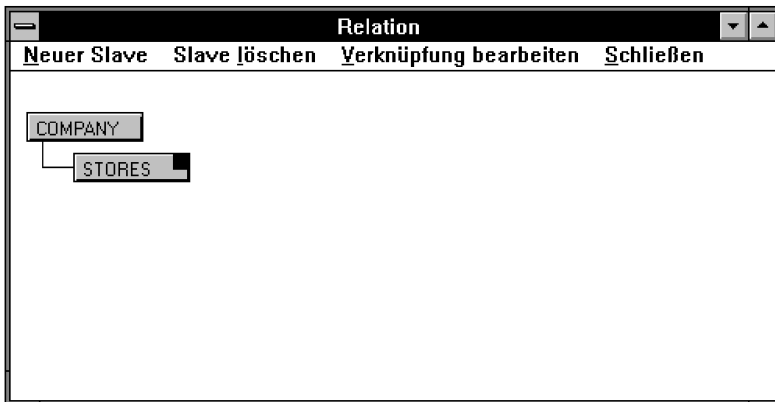 Relation
Neuer Slave Slave löschen Verknüpfung bearbeiten Schließen
COMPANY
STORES